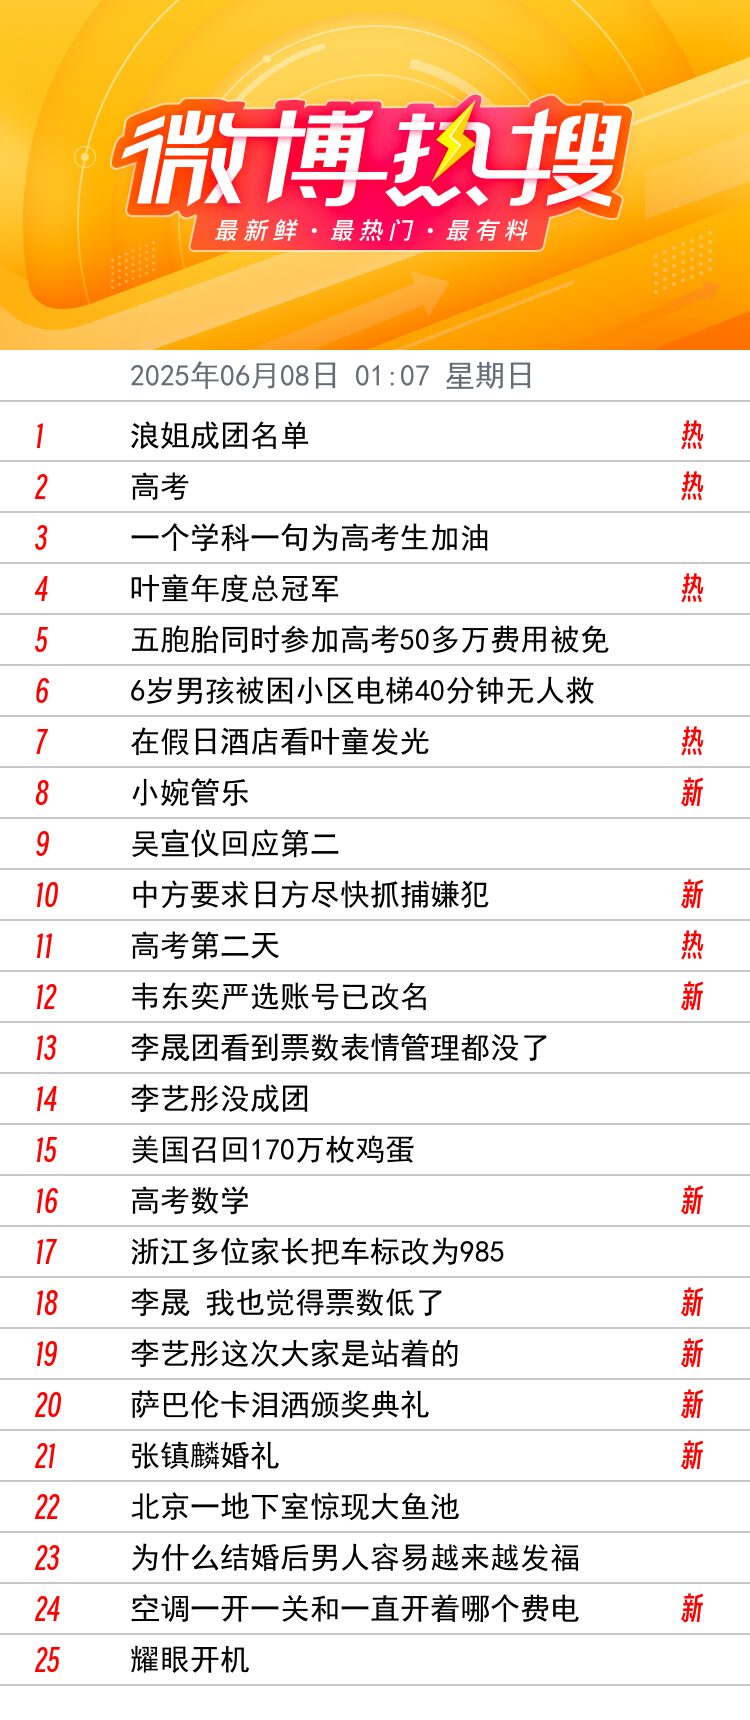 微博热搜
最新鲜·最热门·最有料
2025年06月08日 01:07 星期日
1 浪姐成团名单 热
2 高考 热
3 一个学科一句为高考生加油
4 叶童年度总冠军 热
5 五胞胎同时参加高考50多万费用被免
6 6岁男孩被困小区电梯40分钟无人救
7 在假日酒店看叶童发光 热
8 小婉管乐 新
9 吴宣仪回应第二
10 中方要求日方尽快抓捕嫌犯 新
11 高考第二天 热
12 韦东奕严选账号已改名 新
13 李晟团看到票数表情管理都没了
14 李艺彤没成团
15 美国召回170万枚鸡蛋
16 高考数学 新
17 浙江多位家长把车标改为985
18 李晟 我也觉得票数低了 新
19 李艺彤这次大家是站着的 新
20 萨巴伦卡泪洒颁奖典礼 新
21 张镇麟婚礼 新
22 北京一地下室惊现大鱼池
23 为什么结婚后男人容易越来越发福
24 空调一开一关和一直开着哪个费电 新
25 耀眼开机